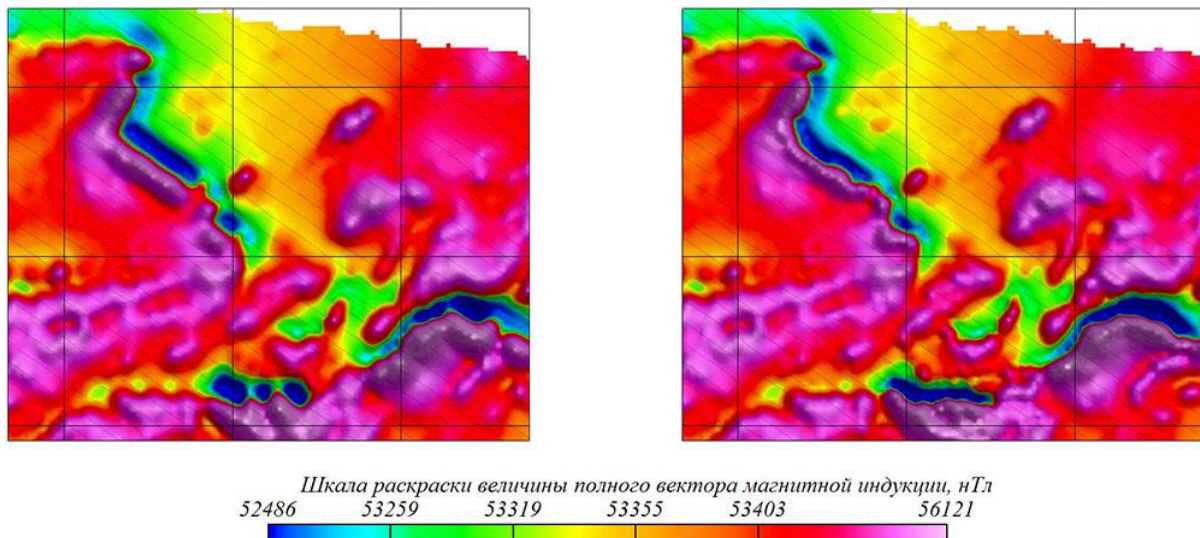 Шкала раскраски величины полного вектора магнитной индукции, нТл
52486 53259 53319 53355 53403 56121